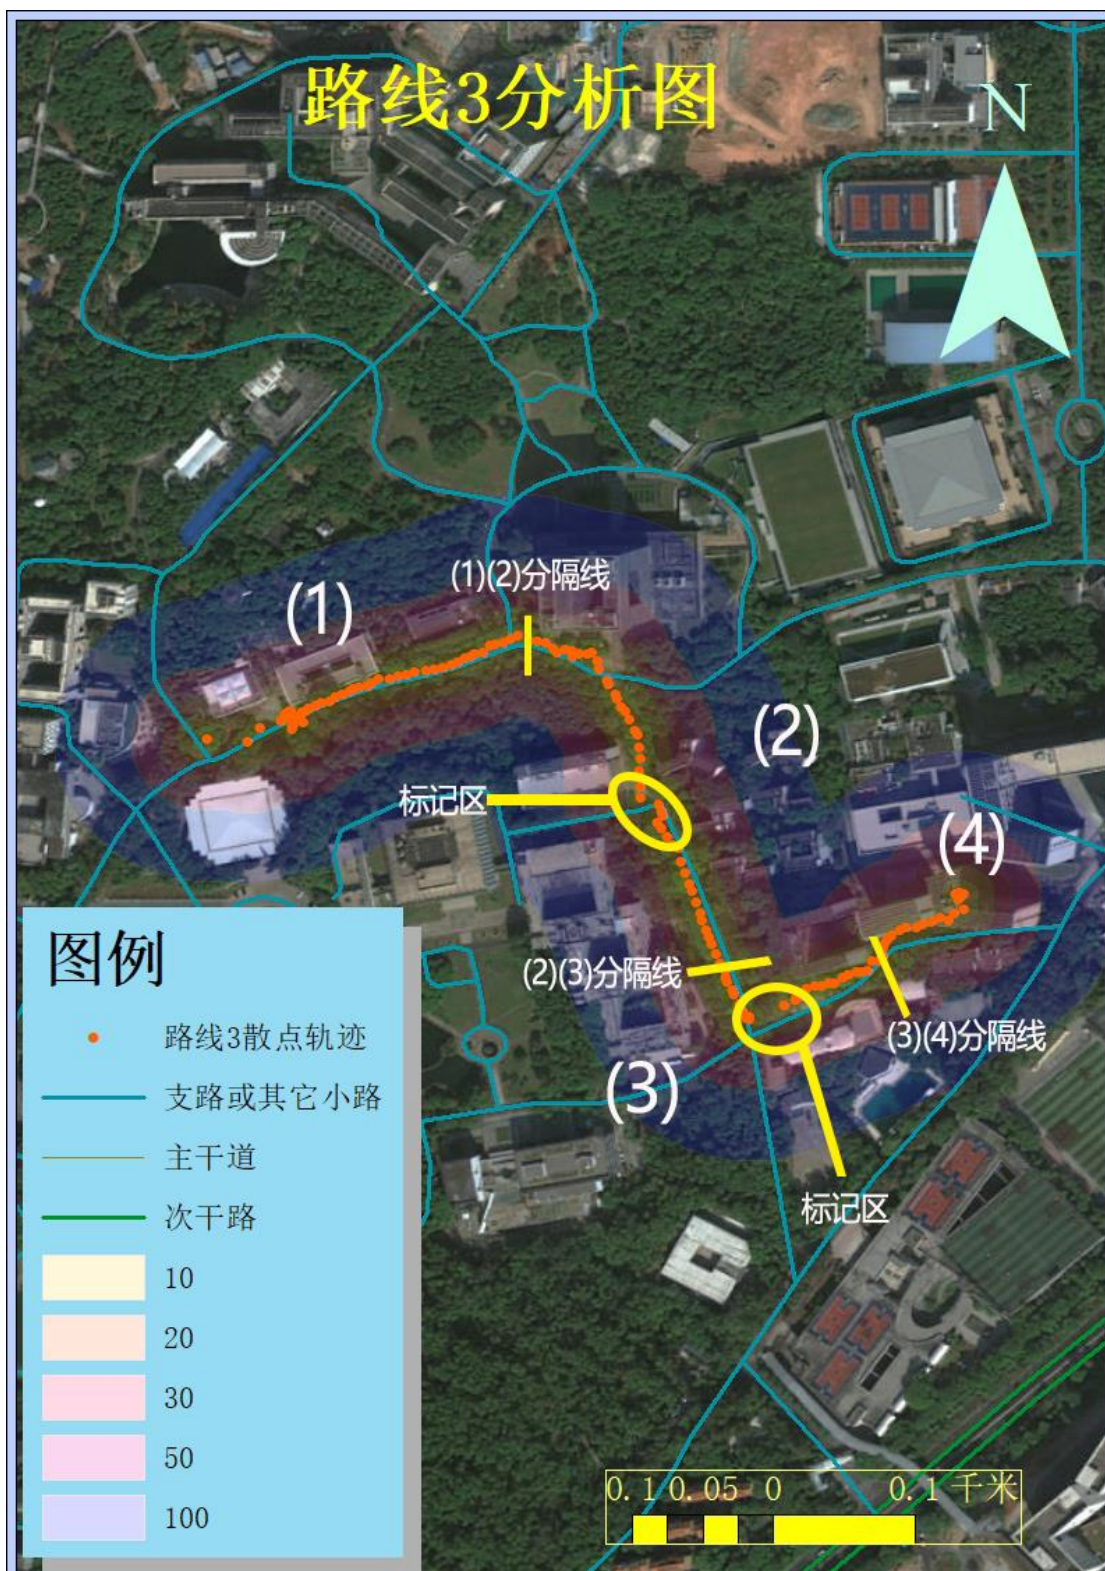 路线3分析图
N
(1)
(1)(2)分隔线
(2)
标记区
(4)
(2)(3)分隔线
(3)(4)分隔线
(3)
标记区
图例
路线3散点轨迹
支路或其它小路
主干道
次干路
10
20
30
50
100
0.1 0.05 0 0.1 千米